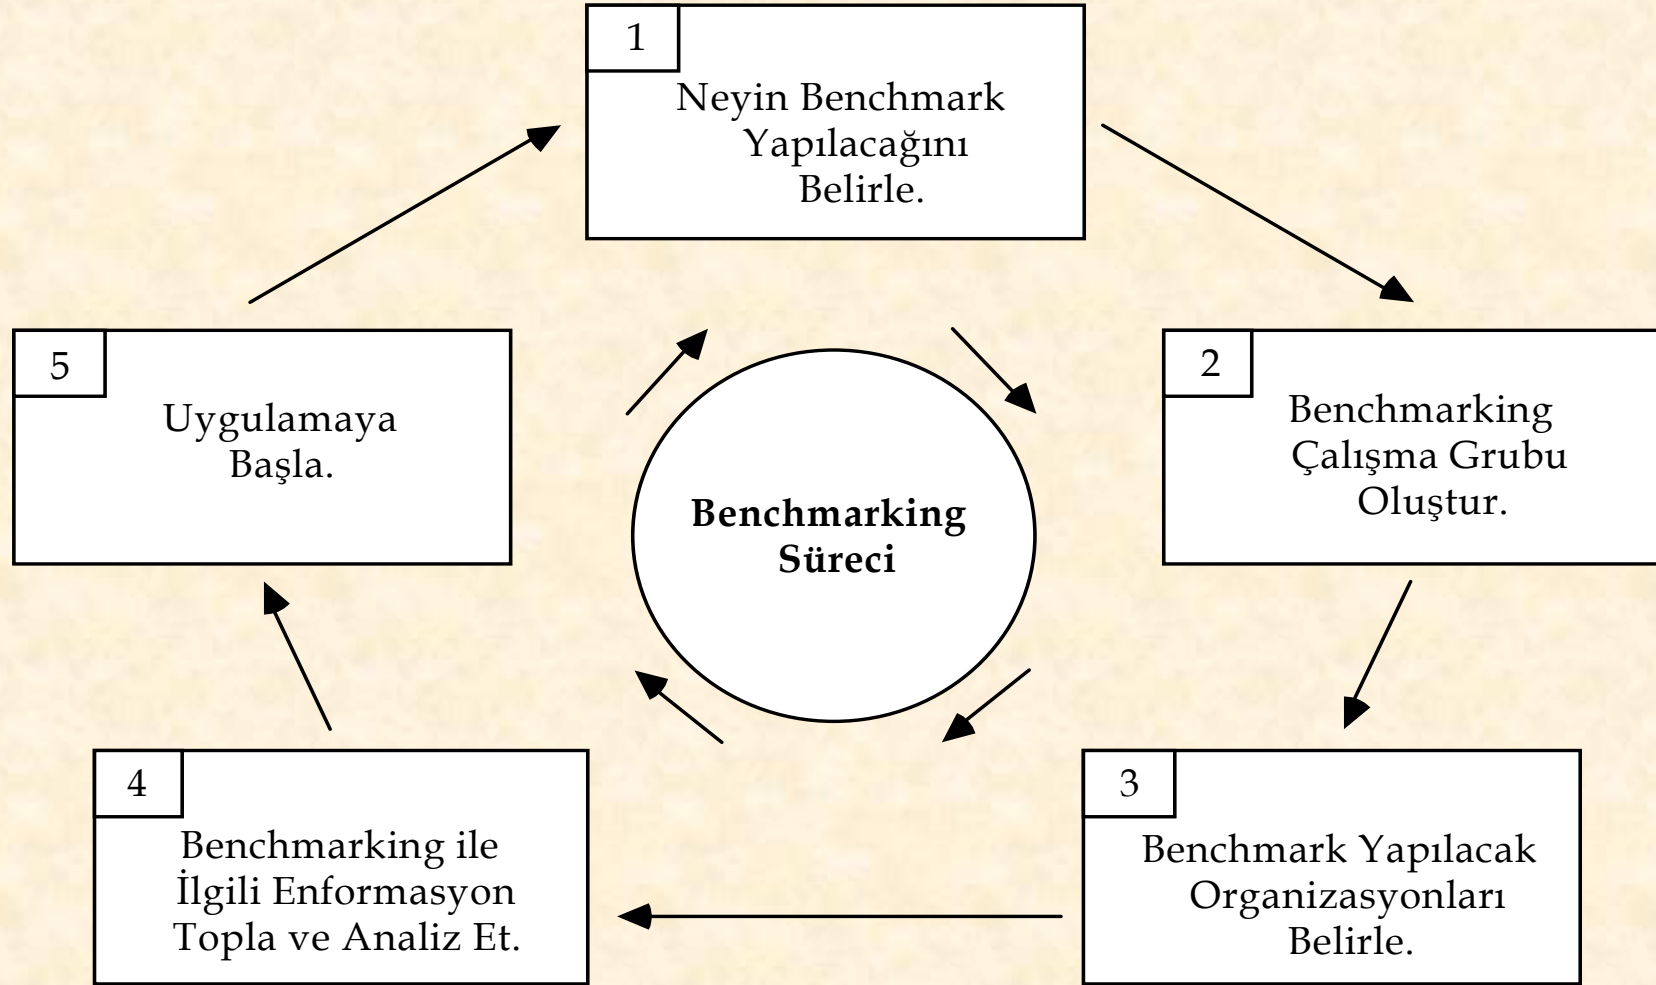 1
Neyin Benchmark
Yapılacağını
Belirle.
2
Benchmarking
Çalışma Grubu
Oluştur.
3
Benchmark Yapılacak
Organizasyonları
Belirle.
4
Benchmarking ile
İlgili Enformasyon
Topla ve Analiz Et.
5
Uygulamaya
Başla.
Benchmarking
Süreci